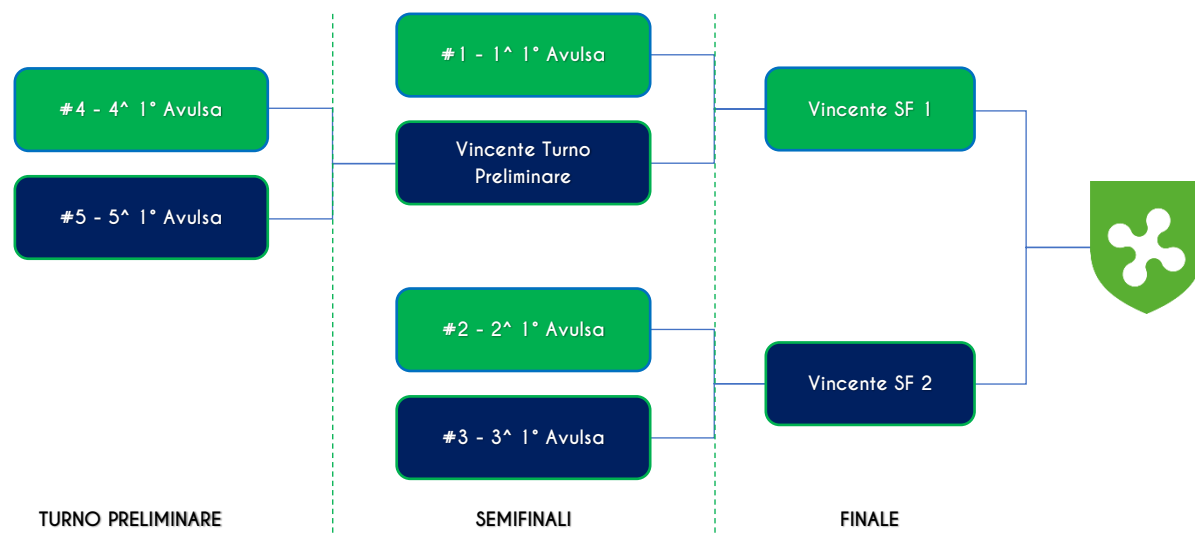 #1 - 1^ 1° Avulsa
#4 - 4^ 1° Avulsa
Vincente SF 1
Vincente Turno
Preliminare
#5 - 5^ 1° Avulsa
#2 - 2^ 1° Avulsa
Vincente SF 2
#3 - 3^ 1° Avulsa
TURNO PRELIMINARE
SEMIFINALI
FINALE